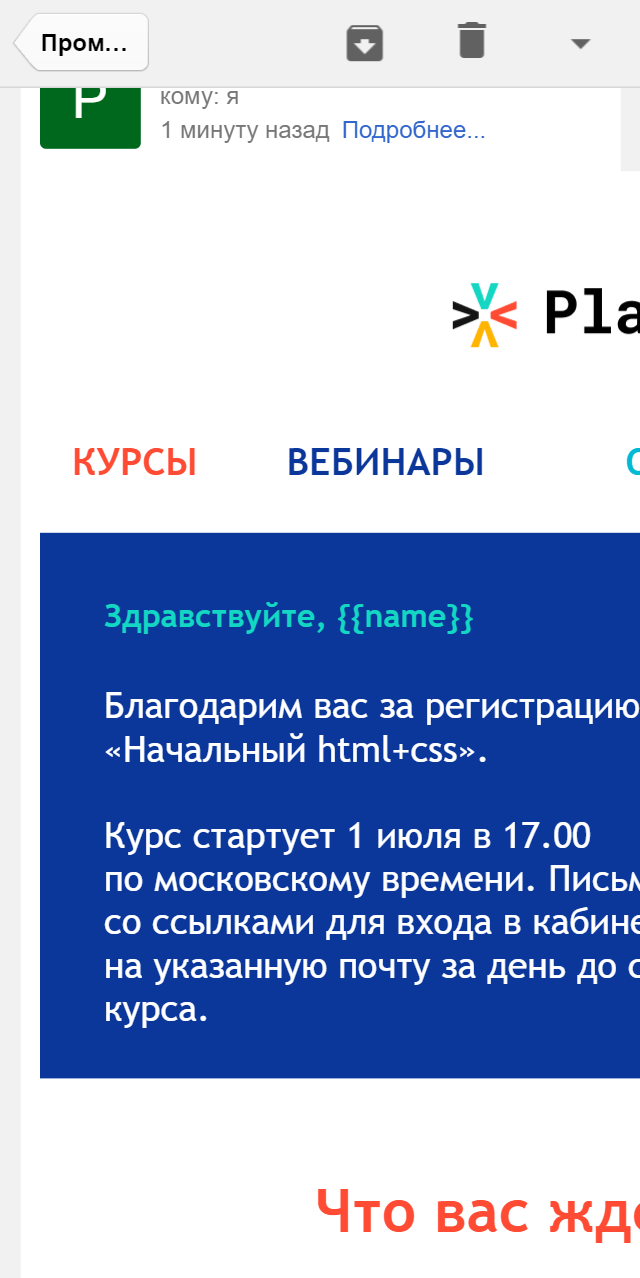 Пром...
P
кому: я
1 минуту назад Подробнее...
Pla
КУРСЫ ВЕБИНАРЫ
Здравствуйте, {{name}}
Благодарим вас за регистрацию
«Начальный html+css».
Курс стартует 1 июля в 17.00
по московскому времени. Письм
со ссылками для входа в кабине
на указанную почту за день до с
курса.
Что вас жде